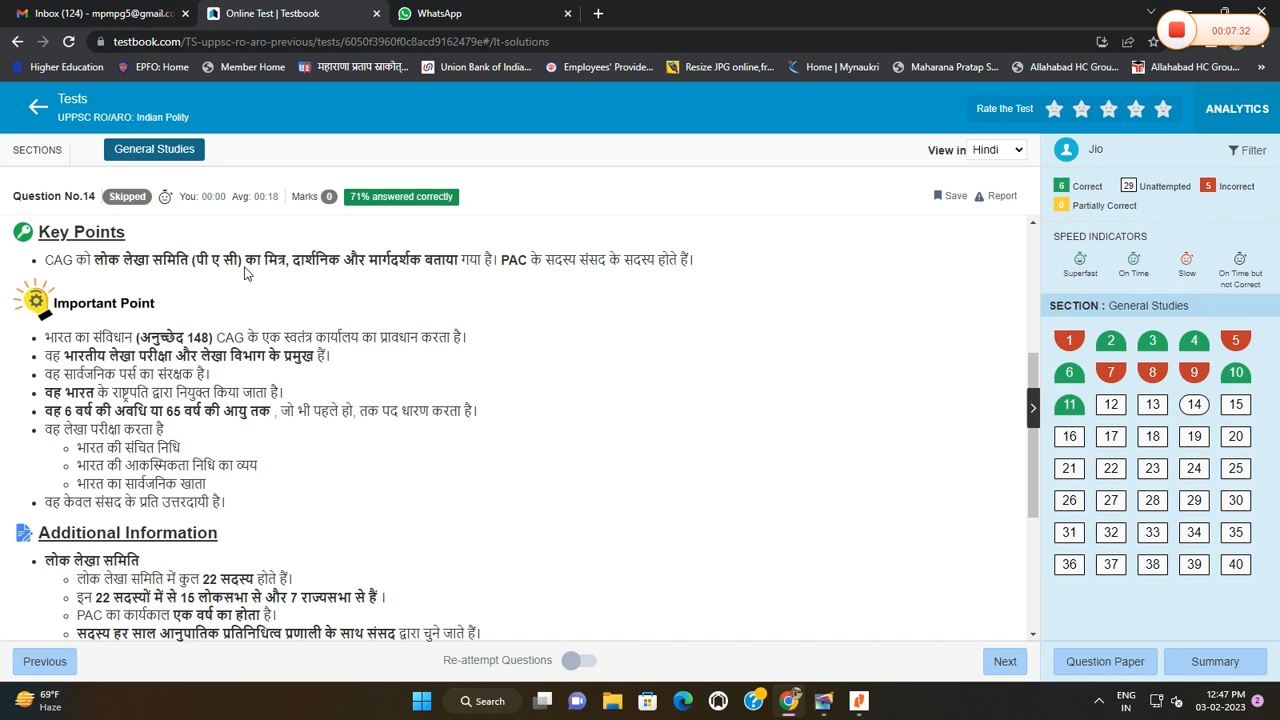 Inbox (124) - mpmpg5@gmail.co
Online Test | Testbook
WhatsApp
testbook.com/TS-uppsc-ro-aro-previous/tests/6050f3960f0c8acd9162479e#/lt-solutions
00:07:32
Higher Education
EPFO: Home
Member Home
महाराणा प्रताप स्नाकोत्...
Union Bank of India...
Employees' Provide...
Resize JPG online,fr...
Home | Mynaukri
Maharana Pratap S...
Allahabad HC Grou...
Allahabad HC Grou...
Tests
UPPSC RO/ARO: Indian Polity
Rate the Test
ANALYTICS
SECTIONS
General Studies
View in Hindi
Jio
Filter
Question No.14 Skipped You: 00:00 Avg: 00:18 Marks 0 71% answered correctly
Save Report
6 Correct 29 Unattempted 5 Incorrect
0 Partially Correct
Key Points
CAG को लोक लेखा समिति (पी ए सी) का मित्र, दार्शनिक और मार्गदर्शक बताया गया है। PAC के सदस्य संसद के सदस्य होते हैं।
Important Point
भारत का संविधान (अनुच्छेद 148) CAG के एक स्वतंत्र कार्यालय का प्रावधान करता है।
वह भारतीय लेखा परीक्षा और लेखा विभाग के प्रमुख हैं।
वह सार्वजनिक पर्स का संरक्षक है।
वह भारत के राष्ट्रपति द्वारा नियुक्त किया जाता है।
वह 6 वर्ष की अवधि या 65 वर्ष की आयु तक , जो भी पहले हो, तक पद धारण करता है।
वह लेखा परीक्षा करता है
भारत की संचित निधि
भारत की आकस्मिकता निधि का व्यय
भारत का सार्वजनिक खाता
वह केवल संसद के प्रति उत्तरदायी है।
Additional Information
लोक लेखा समिति
लोक लेखा समिति में कुल 22 सदस्य होते हैं।
इन 22 सदस्यों में से 15 लोकसभा से और 7 राज्यसभा से हैं ।
PAC का कार्यकाल एक वर्ष का होता है।
सदस्य हर साल आनुपातिक प्रतिनिधित्व प्रणाली के साथ संसद द्वारा चुने जाते हैं।
SPEED INDICATORS
Superfast
On Time
Slow
On Time but
not Correct
SECTION : General Studies
1 2 3 4 5
6 7 8 9 10
11 12 13 14 15
16 17 18 19 20
21 22 23 24 25
26 27 28 29 30
31 32 33 34 35
36 37 38 39 40
Previous
Re-attempt Questions
Next
Question Paper
Summary
69°F
Haze
Search
ENG
IN
12:47 PM
03-02-2023
2